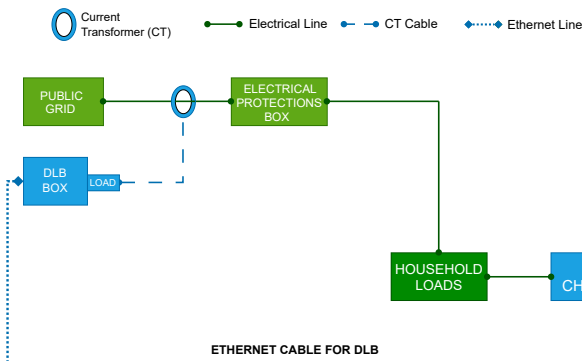 Current
Transformer (CT)
Electrical Line
CT Cable
Ethernet Line
PUBLIC
GRID
ELECTRICAL
PROTECTIONS
BOX
DLB
BOX
LOAD
HOUSEHOLD
LOADS
CH
ETHERNET CABLE FOR DLB